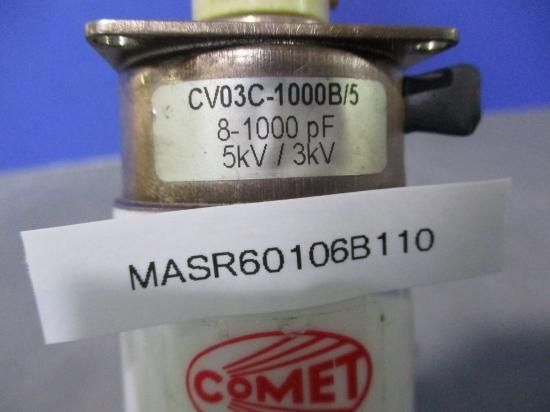 CV03C-1000B/5
8-1000 pF
5kV / 3kV
MASR60106B110
COMET